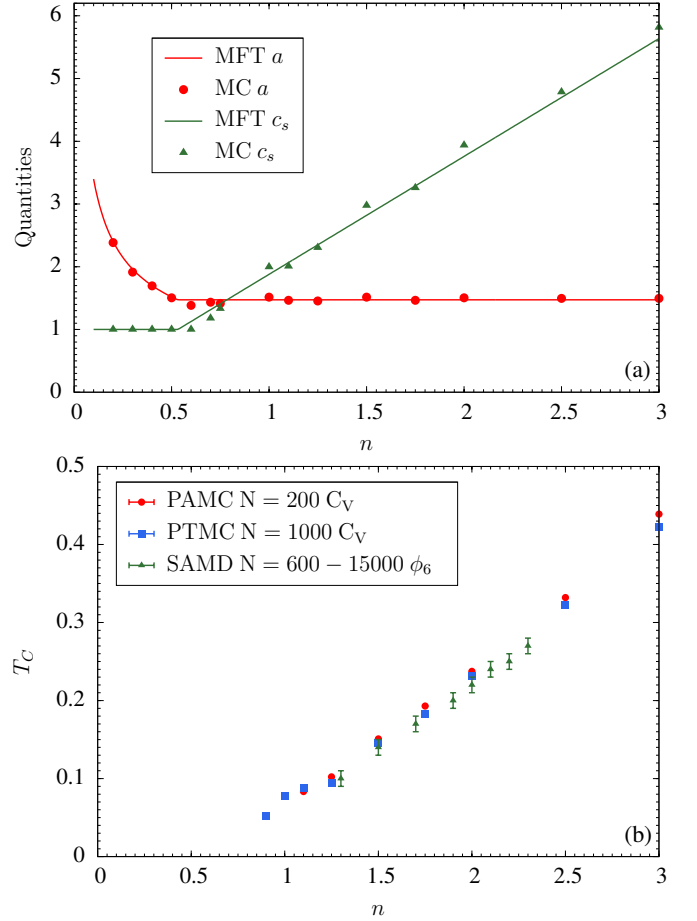 6
5
4
3
2
1
0
Quantities
MFT a
MC a
MFT c_s
MC c_s
(a)
0 0.5 1 1.5 2 2.5 3
n
0.5
0.4
0.3
0.2
0.1
0
T_C
PAMC N = 200 C_V
PTMC N = 1000 C_V
SAMD N = 600 − 15000 ϕ_6
(b)
0 0.5 1 1.5 2 2.5 3
n